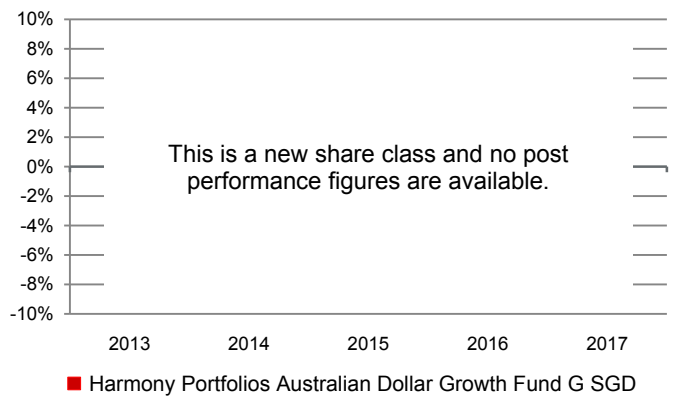 10%
8%
6%
4%
2%
0%
-2%
-4%
-6%
-8%
-10%
This is a new share class and no post
performance figures are available.
2013 2014 2015 2016 2017
Harmony Portfolios Australian Dollar Growth Fund G SGD